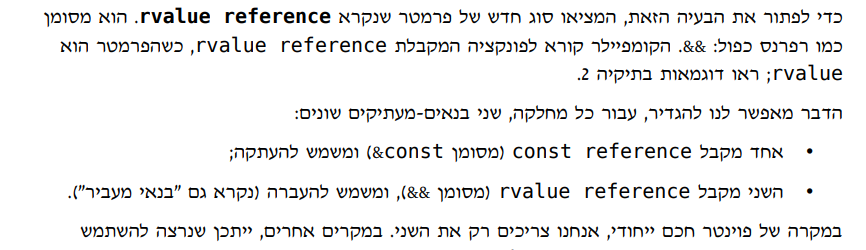 כדי לפתור את הבעיה הזאת, המציאו סוג חדש של פרמטר שנקרא rvalue reference. הוא מסומן
כמו רפרנס כפול: &&. הקומפיילר קורא לפונקציה המקבלת rvalue reference, כשהפרמטר הוא
rvalue; ראו דוגמאות בתיקיה 2.
הדבר מאפשר לנו להגדיר, עבור כל מחלקה, שני בנאים-מעתיקים שונים:
• אחד מקבל const reference (מסומן const&) ומשמש להעתקה;
• השני מקבל rvalue reference (מסומן &&), ומשמש להעברה (נקרא גם "בנאי מעביר").
במקרה של פוינטר חכם ייחודי, אנחנו צריכים רק את השני. במקרים אחרים, ייתכן שנרצה להשתמש